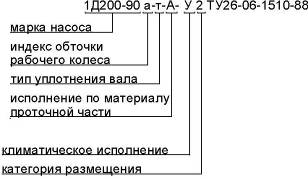 1Д200-90 а-т-А- У 2 ТУ26-06-1510-88
марка насоса
индекс обточки
рабочего колеса
тип уплотнения вала
исполнение по материалу
проточной части
климатическое исполнение
категория размещения